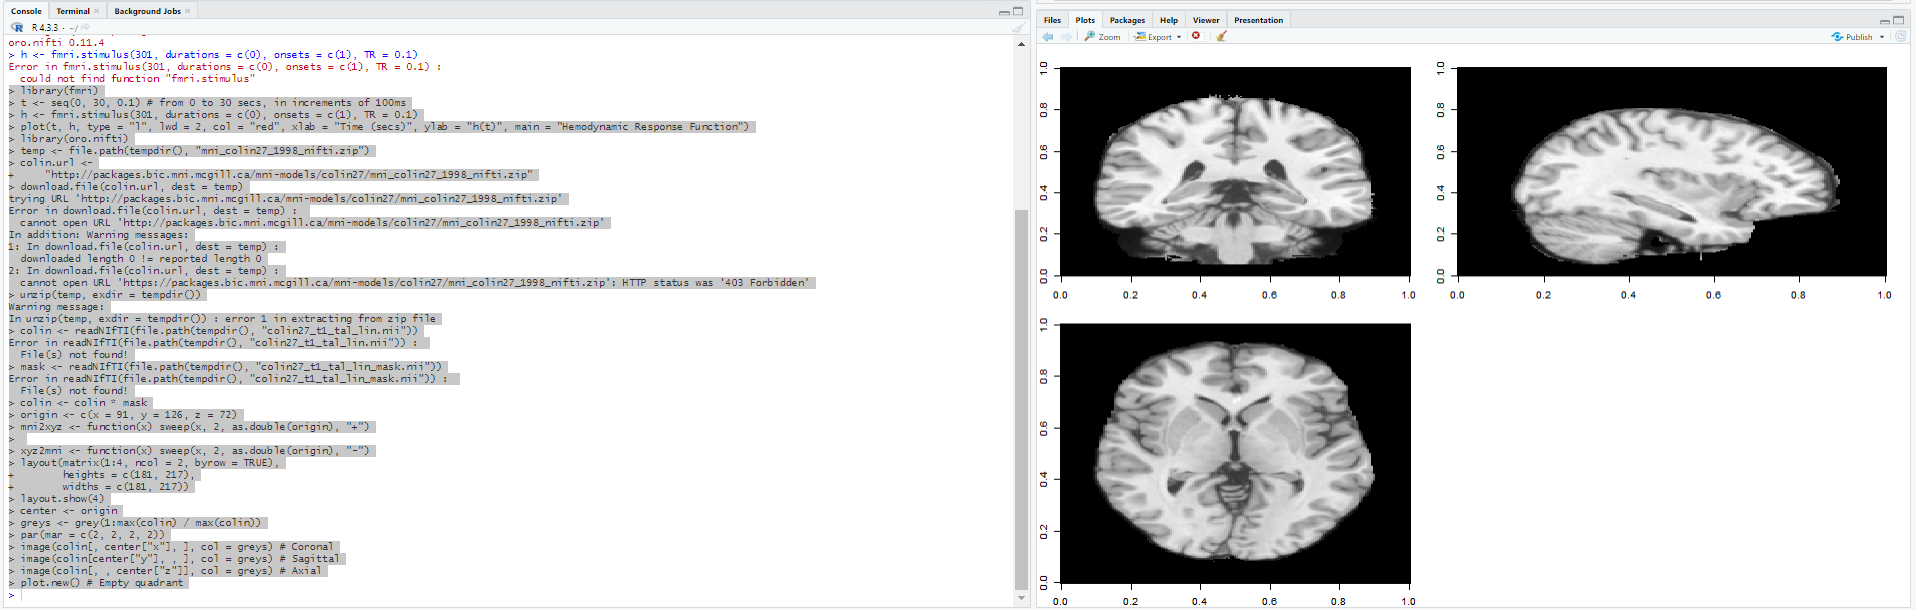 Console Terminal × Background Jobs ×
R 4.3.3 · ~/
oro.nifti 0.11.4
> h <- fmri.stimulus(301, durations = c(0), onsets = c(1), TR = 0.1)
Error in fmri.stimulus(301, durations = c(0), onsets = c(1), TR = 0.1) :
could not find function "fmri.stimulus"
> library(fmri)
> t <- seq(0, 30, 0.1) # from 0 to 30 secs, in increments of 100ms
> h <- fmri.stimulus(301, durations = c(0), onsets = c(1), TR = 0.1)
> plot(t, h, type = "l", lwd = 2, col = "red", xlab = "Time (secs)", ylab = "h(t)", main = "Hemodynamic Response Function")
> library(oro.nifti)
> temp <- file.path(tempdir(), "mni_colin27_1998_nifti.zip")
> colin.url <-
+ "http://packages.bic.mni.mcgill.ca/mni-models/colin27/mni_colin27_1998_nifti.zip"
> download.file(colin.url, dest = temp)
trying URL 'http://packages.bic.mni.mcgill.ca/mni-models/colin27/mni_colin27_1998_nifti.zip'
Error in download.file(colin.url, dest = temp) :
cannot open URL 'http://packages.bic.mni.mcgill.ca/mni-models/colin27/mni_colin27_1998_nifti.zip'
In addition: Warning messages:
1: In download.file(colin.url, dest = temp) :
downloaded length 0 != reported length 0
2: In download.file(colin.url, dest = temp) :
cannot open URL 'https://packages.bic.mni.mcgill.ca/mni-models/colin27/mni_colin27_1998_nifti.zip': HTTP status was '403 Forbidden'
> unzip(temp, exdir = tempdir())
Warning message:
In unzip(temp, exdir = tempdir()) : error 1 in extracting from zip file
> colin <- readNIfTI(file.path(tempdir(), "colin27_t1_tal_lin.nii"))
Error in readNIfTI(file.path(tempdir(), "colin27_t1_tal_lin.nii")) :
File(s) not found!
> mask <- readNIfTI(file.path(tempdir(), "colin27_t1_tal_lin_mask.nii"))
Error in readNIfTI(file.path(tempdir(), "colin27_t1_tal_lin_mask.nii")) :
File(s) not found!
> colin <- colin * mask
> origin <- c(x = 91, y = 126, z = 72)
> mni2xyz <- function(x) sweep(x, 2, as.double(origin), "+")
>
> xyz2mni <- function(x) sweep(x, 2, as.double(origin), "-")
> layout(matrix(1:4, ncol = 2, byrow = TRUE),
+ heights = c(181, 217),
+ widths = c(181, 217))
> layout.show(4)
> center <- origin
> greys <- grey(1:max(colin) / max(colin))
> par(mar = c(2, 2, 2, 2))
> image(colin[, center["x"], ], col = greys) # Coronal
> image(colin[center["y"], , ], col = greys) # Sagittal
> image(colin[, , center["z"]], col = greys) # Axial
> plot.new() # Empty quadrant
>
Files Plots Packages Help Viewer Presentation
Zoom Export Publish
1.0
0.8
0.6
0.4
0.2
0.0
0.0 0.2 0.4 0.6 0.8 1.0
1.0
0.8
0.6
0.4
0.2
0.0
0.0 0.2 0.4 0.6 0.8 1.0
1.0
0.8
0.6
0.4
0.2
0.0
0.0 0.2 0.4 0.6 0.8 1.0